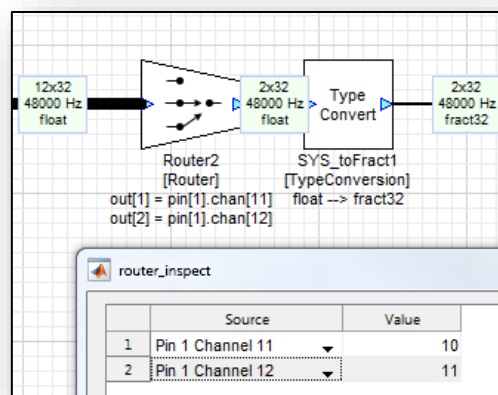 12x32
48000 Hz
float
2x32
48000 Hz
float
Type
Convert
2x32
48000 Hz
fract32
Router2
[Router]
out[1] = pin[1].chan[11]
out[2] = pin[1].chan[12]
SYS_toFract1
[TypeConversion]
float --> fract32
router_inspect
Source Value
1 Pin 1 Channel 11 10
2 Pin 1 Channel 12 11